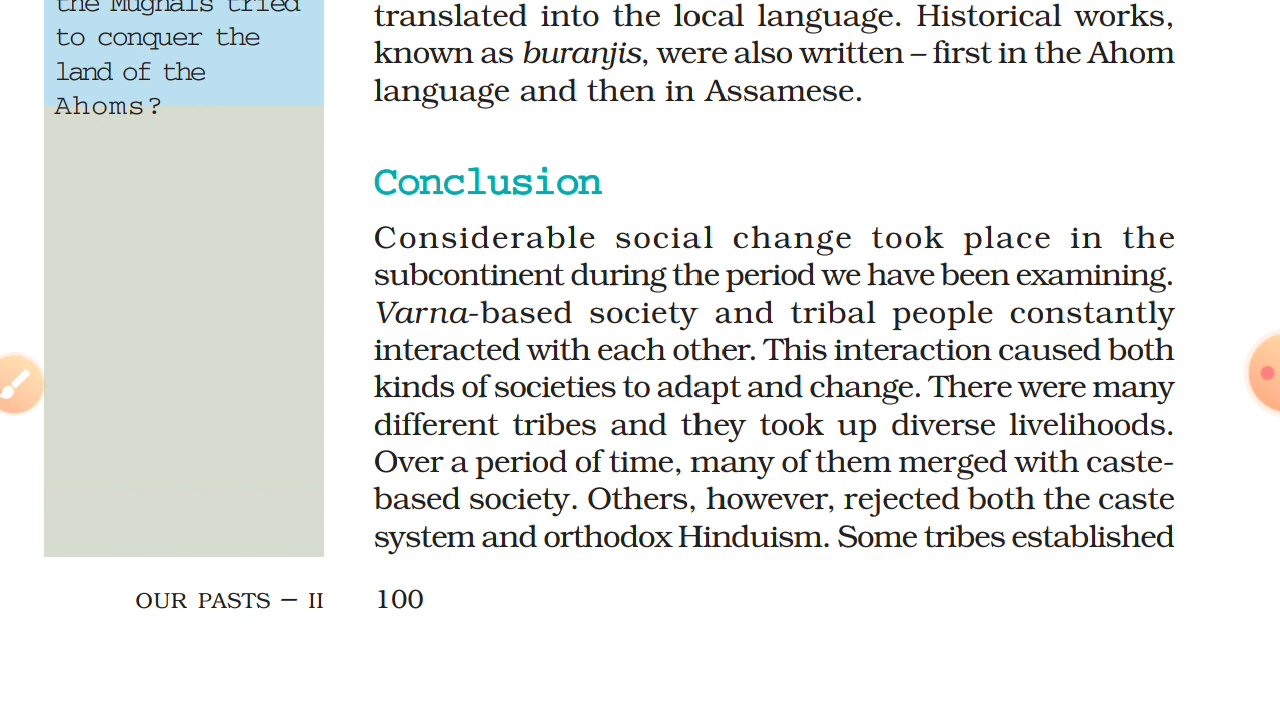 the Mughals tried
to conquer the
land of the
Ahoms?
translated into the local language. Historical works,
known as buranjis, were also written – first in the Ahom
language and then in Assamese.
Conclusion
Considerable social change took place in the
subcontinent during the period we have been examining.
Varna-based society and tribal people constantly
interacted with each other. This interaction caused both
kinds of societies to adapt and change. There were many
different tribes and they took up diverse livelihoods.
Over a period of time, many of them merged with caste-
based society. Others, however, rejected both the caste
system and orthodox Hinduism. Some tribes established
OUR PASTS – II 100